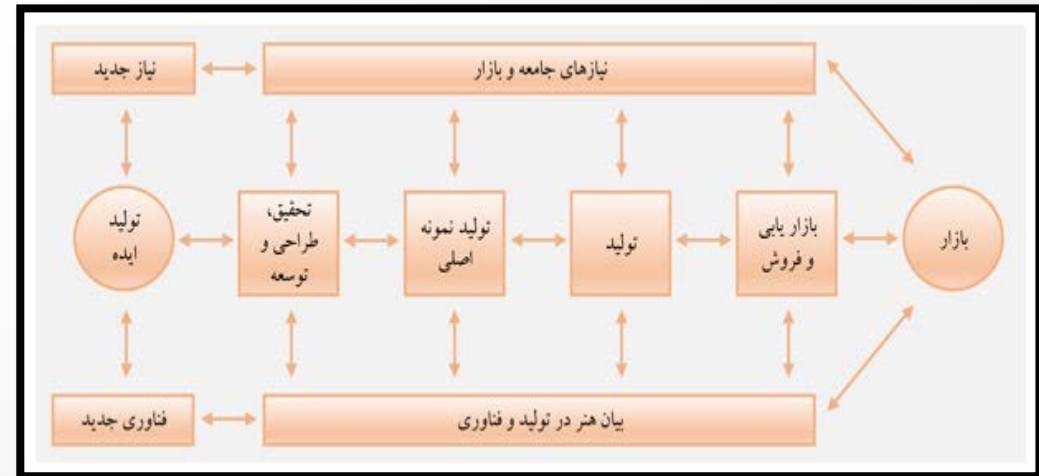 نیاز جدید
نیازهای جامعه و بازار
تولید
ایده
تحقیق،
طراحی و
توسعه
تولید نمونه
اصلی
تولید
بازار یابی
و فروش
بازار
فناوری جدید
بیان هنر در تولید و فناوری